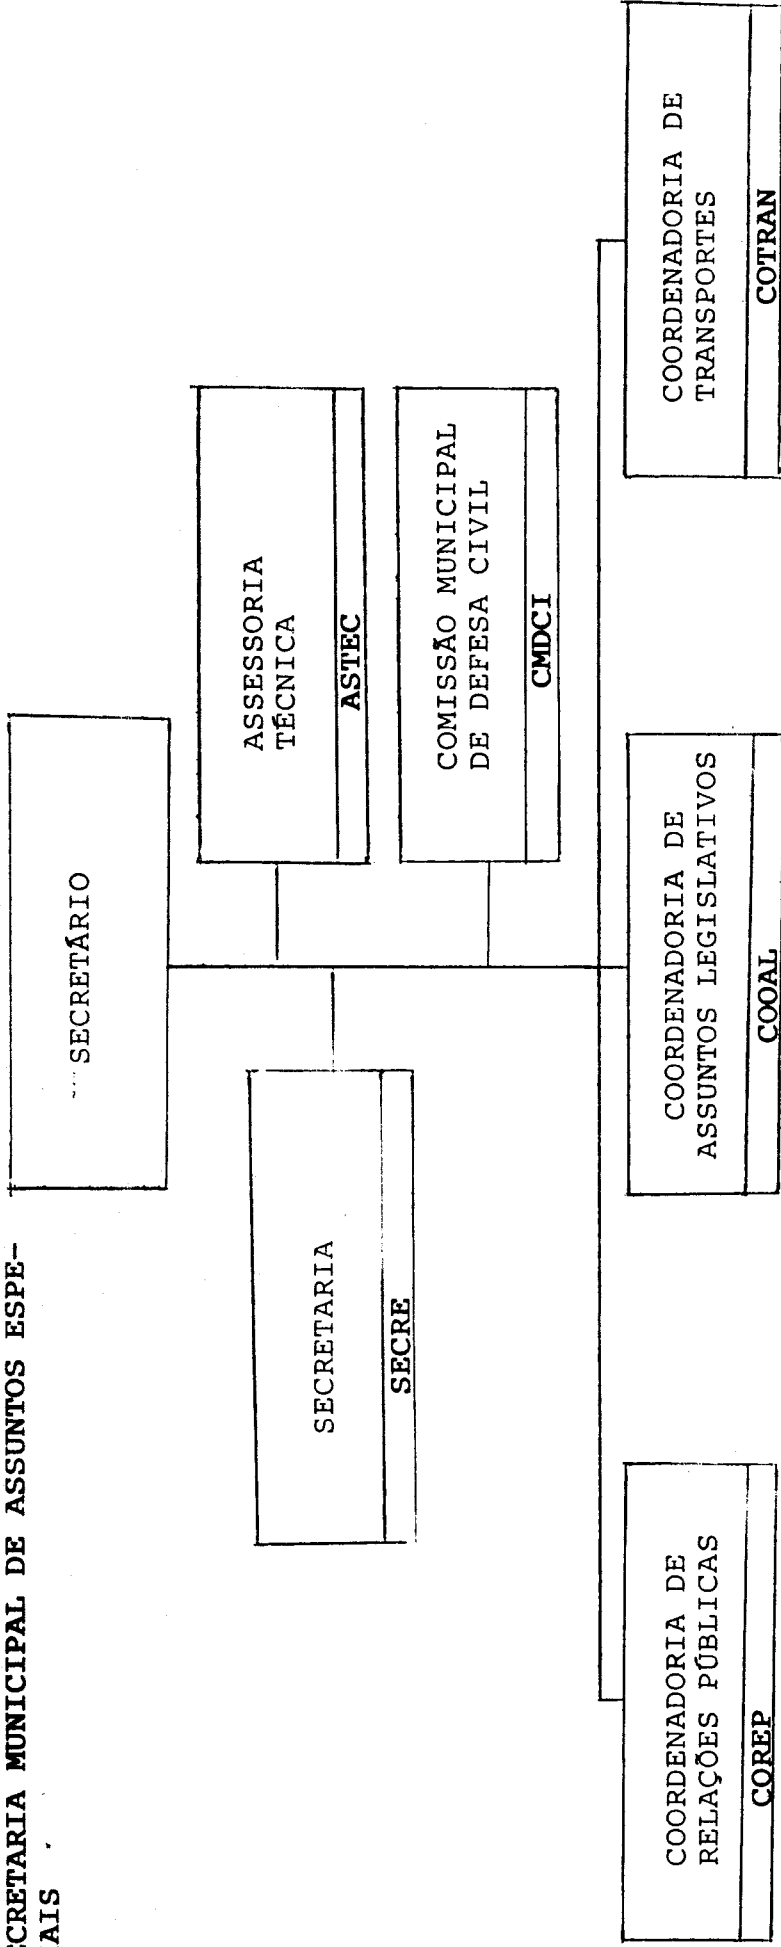 CRETARIA MUNICIPAL DE ASSUNTOS ESPE-
IAIS
SECRETÁRIO
SECRETARIA
SECRE
ASSESSORIA
TÉCNICA
ASTEC
COMISSÃO MUNICIPAL
DE DEFESA CIVIL
CMDCI
COORDENADORIA DE
RELAÇÕES PÚBLICAS
COREP
COORDENADORIA DE
ASSUNTOS LEGISLATIVOS
COOAL
COORDENADORIA DE
TRANSPORTES
COTRAN